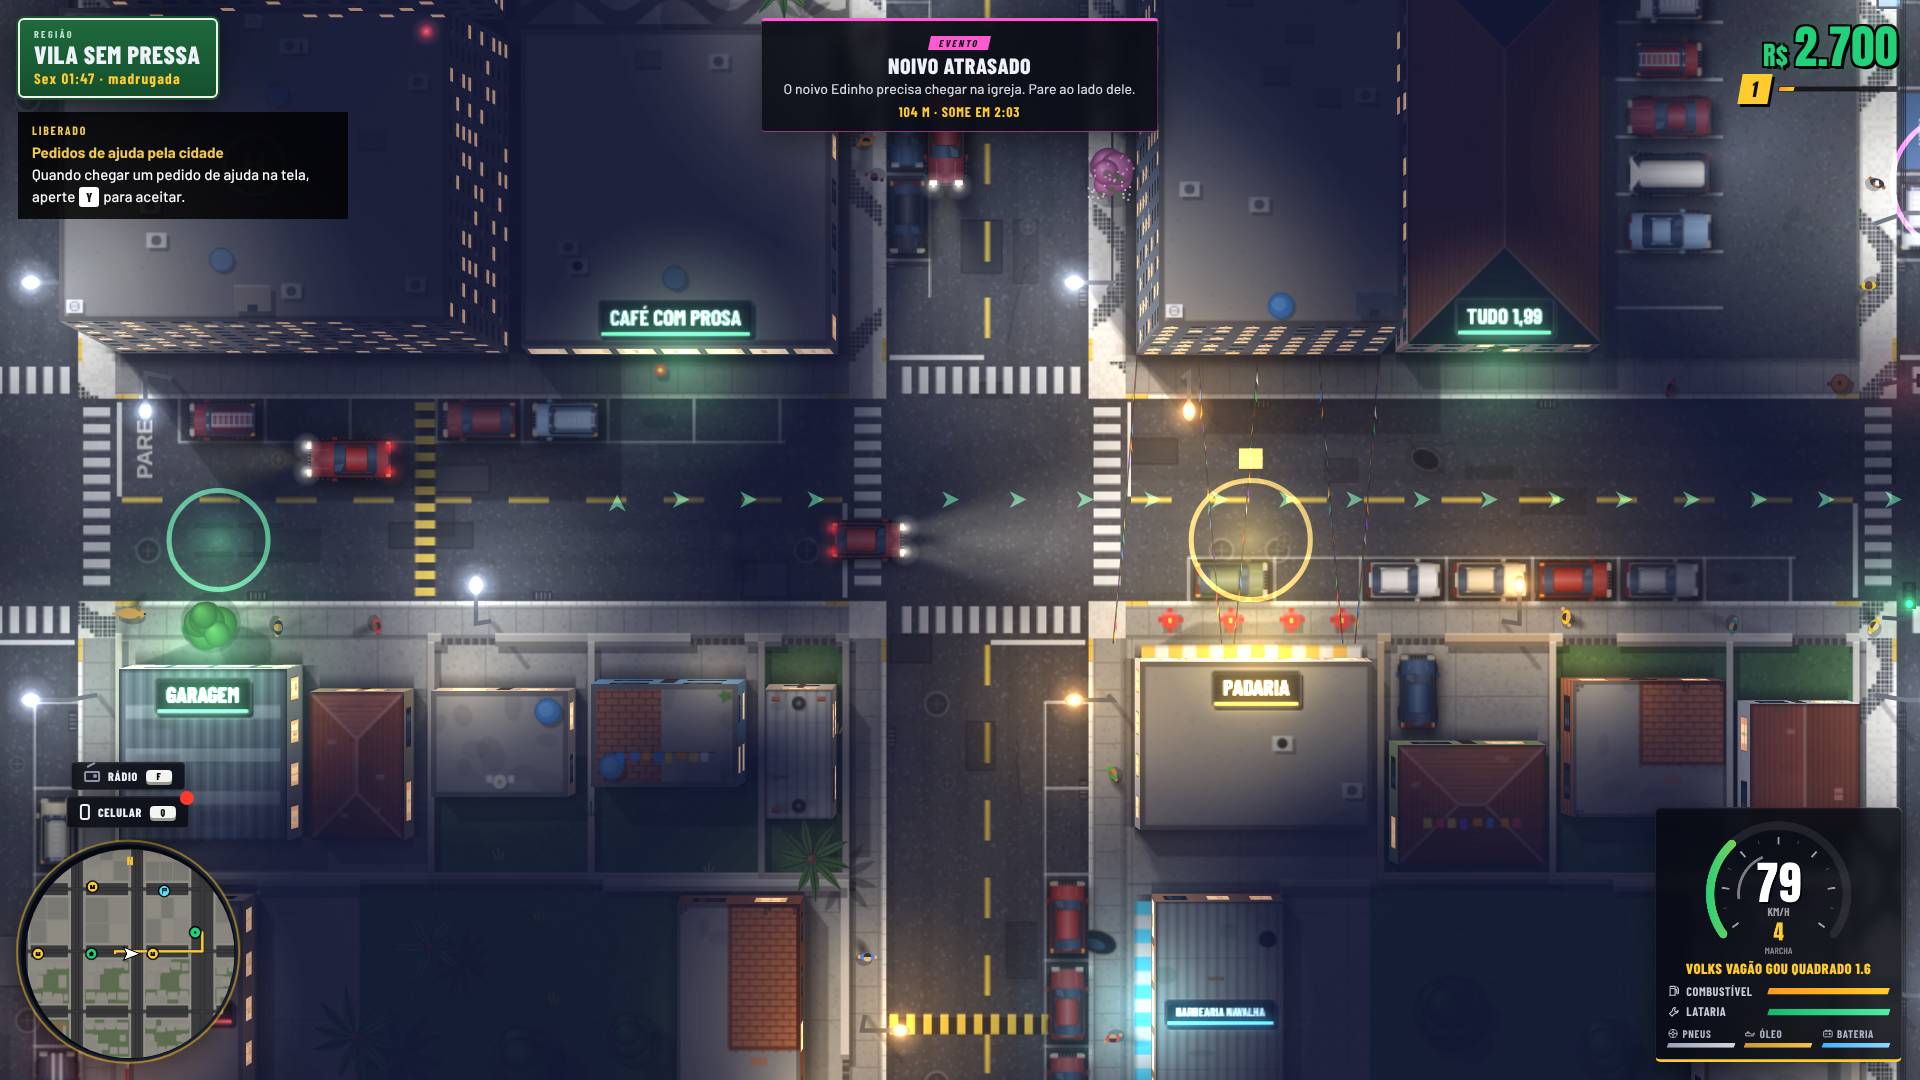 REGIÃO
VILA SEM PRESSA
Sex 01:47 · madrugada
LIBERADO
Pedidos de ajuda pela cidade
Quando chegar um pedido de ajuda na tela,
aperte Y para aceitar.
EVENTO
NOIVO ATRASADO
O noivo Edinho precisa chegar na igreja. Pare ao lado dele.
104 M · SOME EM 2:03
R$ 2.700
1
CAFÉ COM PROSA
TUDO 1,99
PARE
GARAGEM
PADARIA
RÁDIO F
CELULAR Q
N
BARBEARIA NAVALHA
79
KM/H
4
MARCHA
VOLKS VAGÃO GOU QUADRADO 1.6
COMBUSTÍVEL
LATARIA
PNEUS
ÓLEO
BATERIA